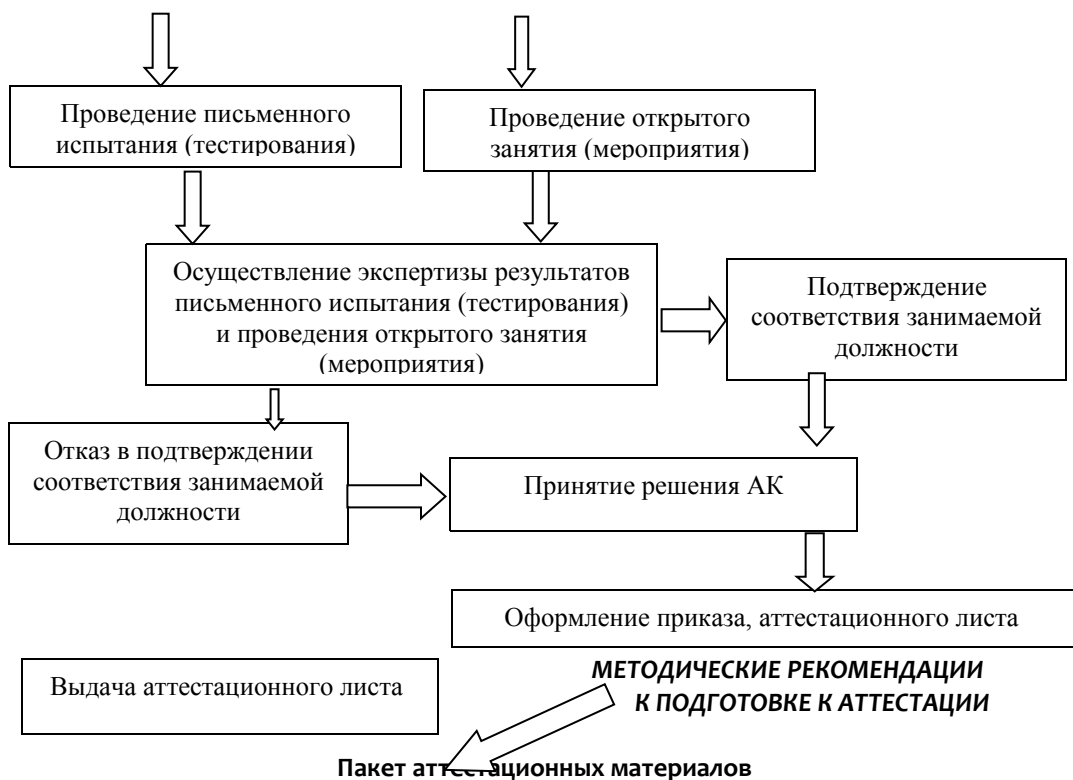 Проведение письменного
испытания (тестирования)
Проведение открытого
занятия (мероприятия)
Осуществление экспертизы результатов
письменного испытания (тестирования)
и проведения открытого занятия
(мероприятия)
Подтверждение
соответствия занимаемой
должности
Отказ в подтверждении
соответствия занимаемой
должности
Принятие решения АК
Оформление приказа, аттестационного листа
Выдача аттестационного листа
МЕТОДИЧЕСКИЕ РЕКОМЕНДАЦИИ
К ПОДГОТОВКЕ К АТТЕСТАЦИИ
Пакет аттестационных материалов